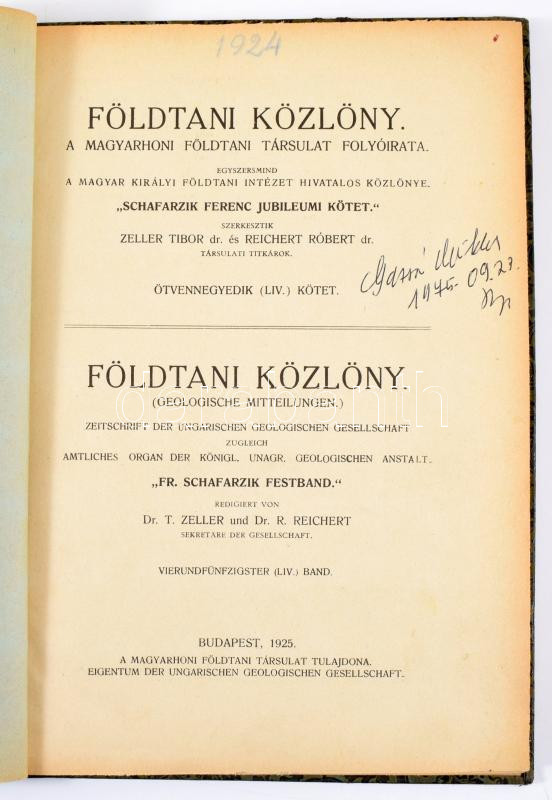 1924
FÖLDTANI KÖZLÖNY.
A MAGYARHONI FÖLDTANI TÁRSULAT FOLYÓIRATA.
EGYSZERSMIND
A MAGYAR KIRÁLYI FÖLDTANI INTÉZET HIVATALOS KÖZLÖNYE.
„SCHAFARZIK FERENC JUBILEUMI KÖTET.“
SZERKESZTIK
ZELLER TIBOR dr. és REICHERT RÓBERT dr.
TÁRSULATI TITKÁROK.
1975. 09.23.
ÖTVENNEGYEDIK (LIV.) KÖTET.
FÖLDTANI KÖZLÖNY.
(GEOLOGISCHE MITTEILUNGEN.)
darabanth
ZEITSCHRIFT DER UNGARISCHEN GEOLOGISCHEN GESELLSCHAFT
ZUGLEICH
AMTLICHES ORGAN DER KÖNIGL. UNAGR. GEOLOGISCHEN ANSTALT.
„FR. SCHAFARZIK FESTBAND.“
REDIGIERT VON
Dr. T. ZELLER und Dr. R. REICHERT
SEKRETÄRE DER GESELLSCHAFT.
VIERUNDFÜNFZIGSTER (LIV.) BAND.
BUDAPEST, 1925.
A MAGYARHONI FÖLDTANI TÁRSULAT TULAJDONA.
EIGENTUM DER UNGARISCHEN GEOLOGISCHEN GESELLSCHAFT.